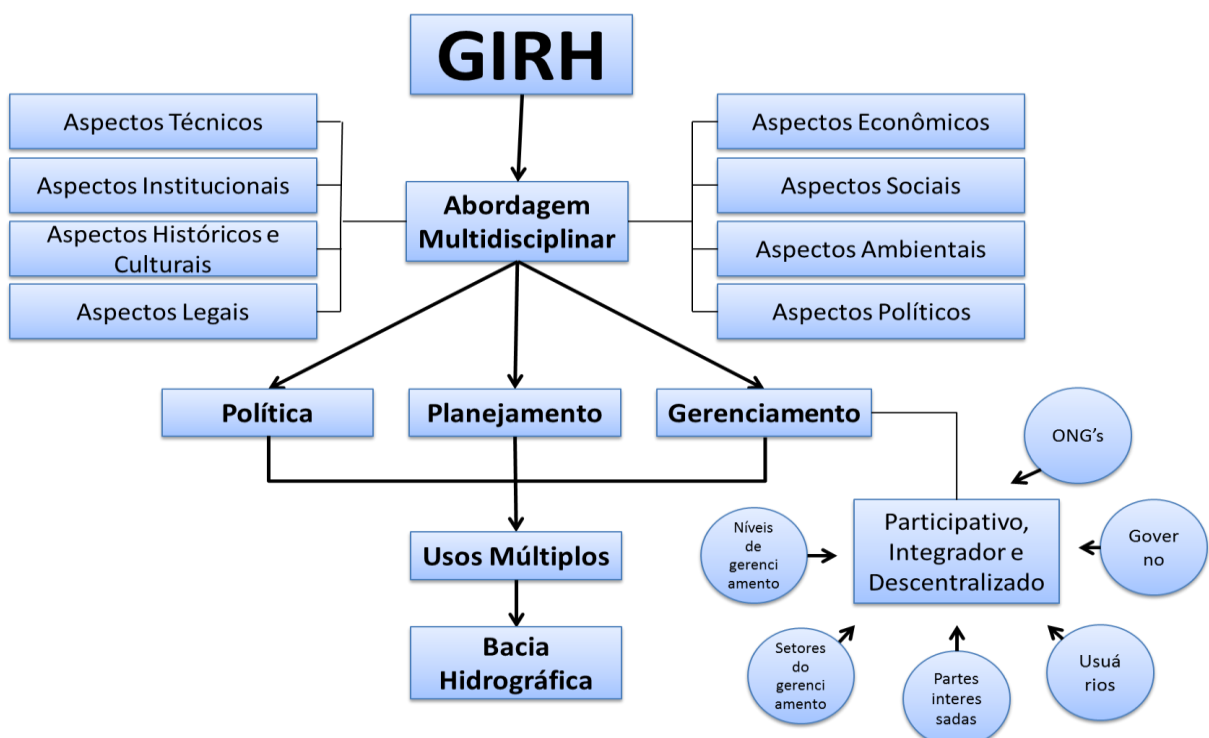 GIRH
Aspectos Técnicos
Aspectos Institucionais
Aspectos Históricos e
Culturais
Aspectos Legais
Abordagem
Multidisciplinar
Aspectos Econômicos
Aspectos Sociais
Aspectos Ambientais
Aspectos Políticos
Política
Planejamento
Gerenciamento
Usos Múltiplos
Bacia
Hidrográfica
Participativo,
Integrador e
Descentralizado
ONG's
Gover
no
Usuá
rios
Partes
interes
sadas
Setores
do
gerenci
amento
Níveis
de
gerenci
amento